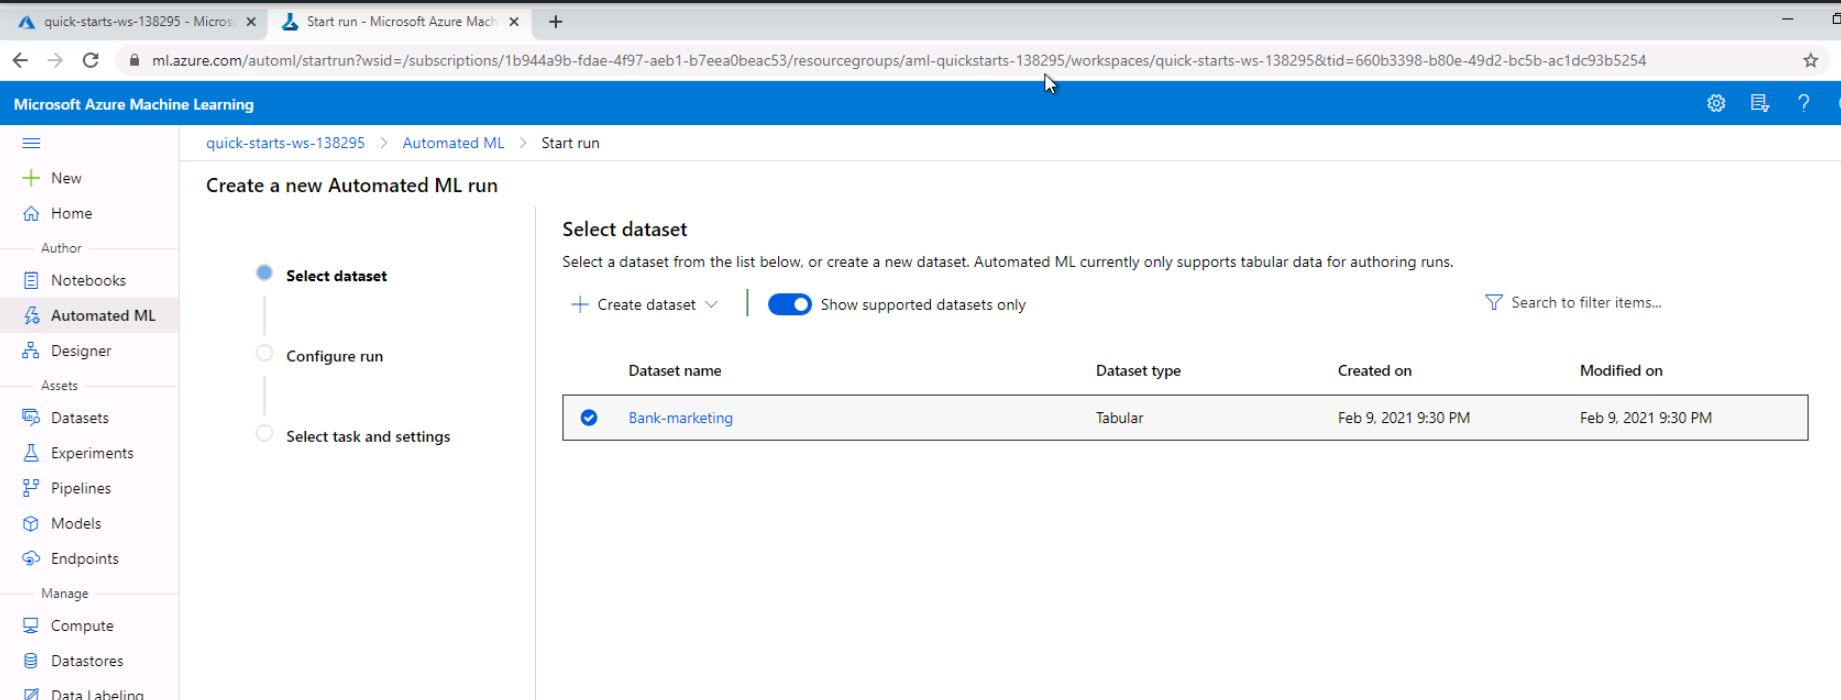 quick-starts-ws-138295 - Micros
Start run - Microsoft Azure Mach
ml.azure.com/automl/startrun?wsid=/subscriptions/1b944a9b-fdae-4f97-aeb1-b7eea0beac53/resourcegroups/aml-quickstarts-138295/workspaces/quick-starts-ws-138295&tid=660b3398-b80e-49d2-bc5b-ac1dc93b5254
Microsoft Azure Machine Learning
quick-starts-ws-138295 > Automated ML > Start run
New
Home
Author
Notebooks
Automated ML
Designer
Assets
Datasets
Experiments
Pipelines
Models
Endpoints
Manage
Compute
Datastores
Data Labeling
Create a new Automated ML run
Select dataset
Configure run
Select task and settings
Select dataset
Select a dataset from the list below, or create a new dataset. Automated ML currently only supports tabular data for authoring runs.
Create dataset
Show supported datasets only
Search to filter items...
Dataset name Dataset type Created on Modified on
Bank-marketing Tabular Feb 9, 2021 9:30 PM Feb 9, 2021 9:30 PM